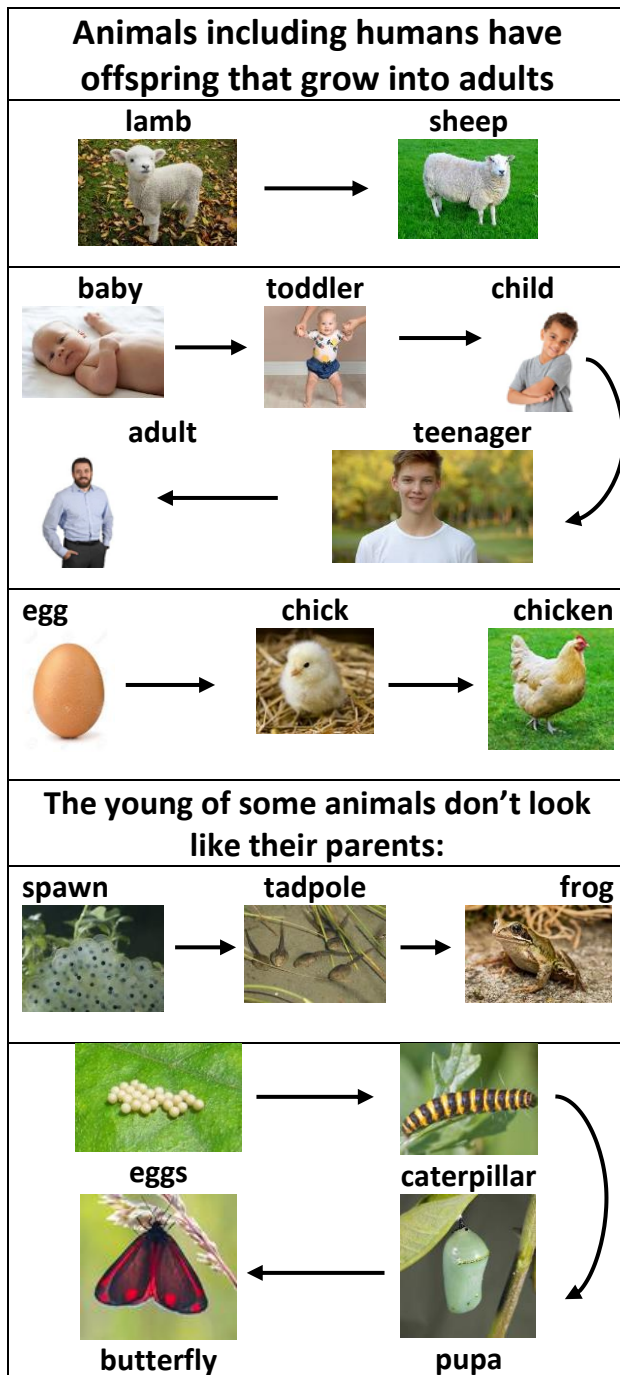 Animals including humans have
offspring that grow into adults
lamb sheep
baby toddler child
adult teenager
egg chick chicken
The young of some animals don’t look
like their parents:
spawn tadpole frog
eggs caterpillar
butterfly pupa